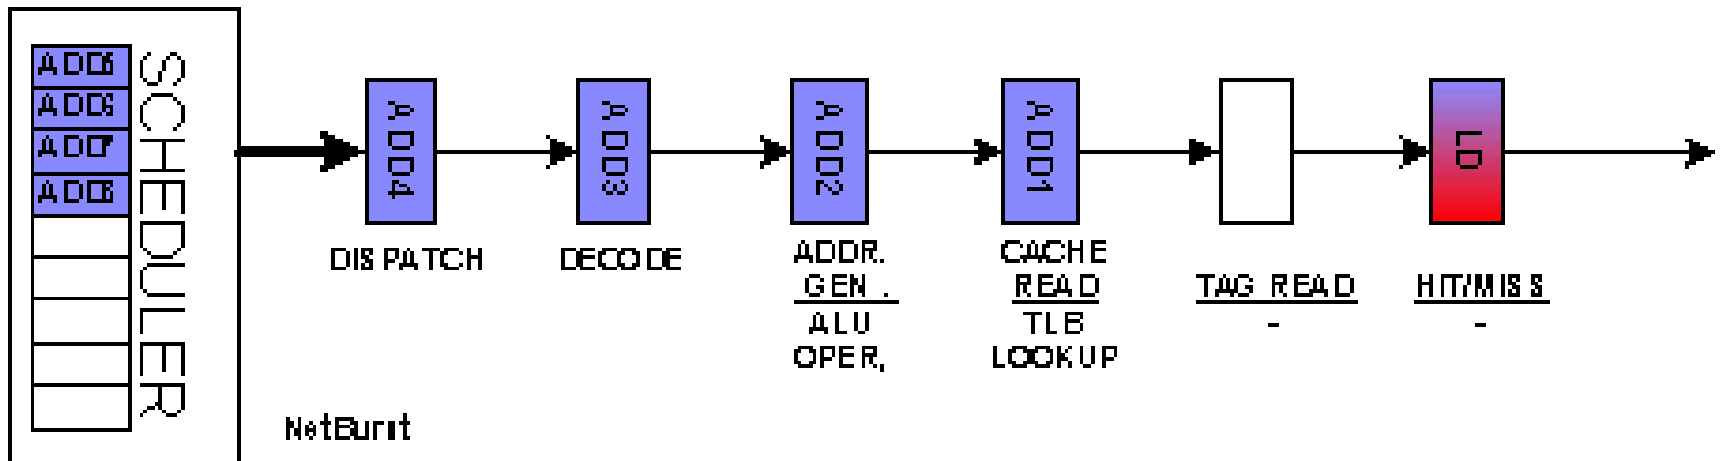 ADD5
ADD6
ADD7
ADD8
SCHEDULER
ADD4
ADD3
ADD2
ADD1
LD
DISPATCH
DECODE
ADDR.
GEN.
ALU
OPER,
CACHE
READ
TLB
LOOKUP
TAG READ
-
HIT/MISS
-
NetBurst